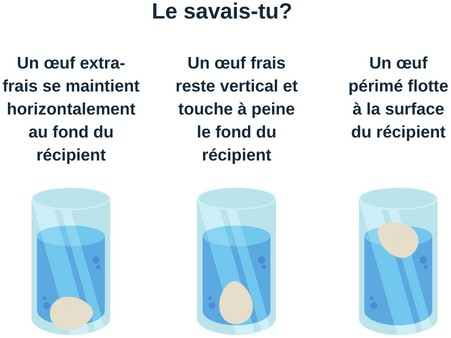 Le savais-tu?
Un œuf extra-
frais se maintient
horizontalement
au fond du
récipient
Un œuf frais
reste vertical et
touche à peine
le fond du
récipient
Un œuf
périmé flotte
à la surface
du récipient